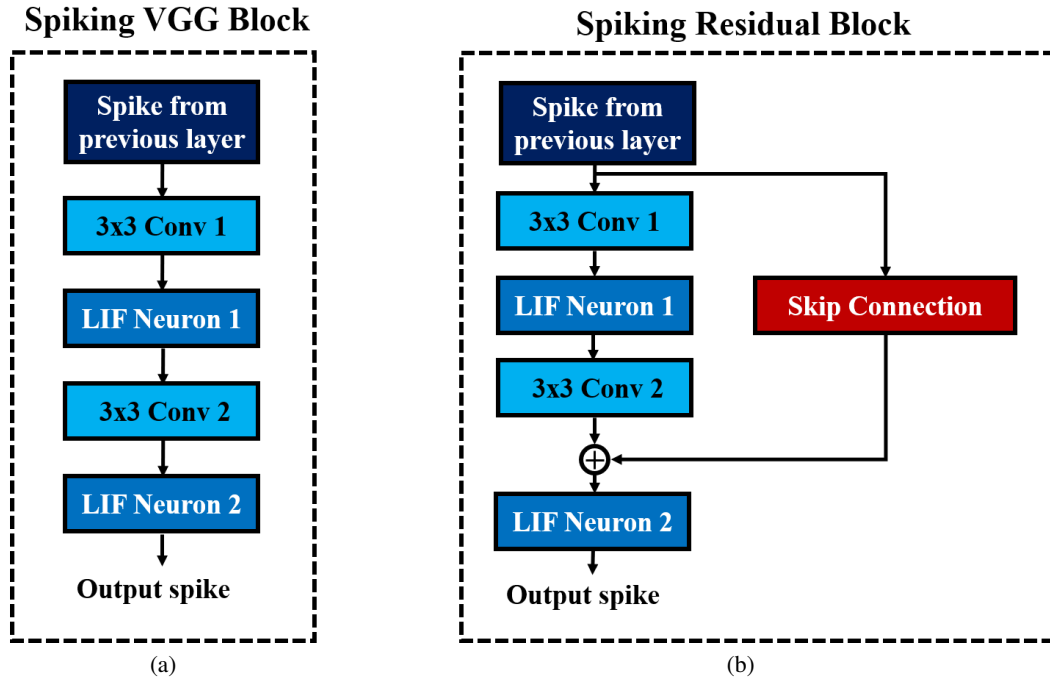 Spiking VGG Block
Spike from
previous layer
3x3 Conv 1
LIF Neuron 1
3x3 Conv 2
LIF Neuron 2
Output spike
(a)
Spiking Residual Block
Spike from
previous layer
3x3 Conv 1
LIF Neuron 1
Skip Connection
3x3 Conv 2
LIF Neuron 2
Output spike
(b)